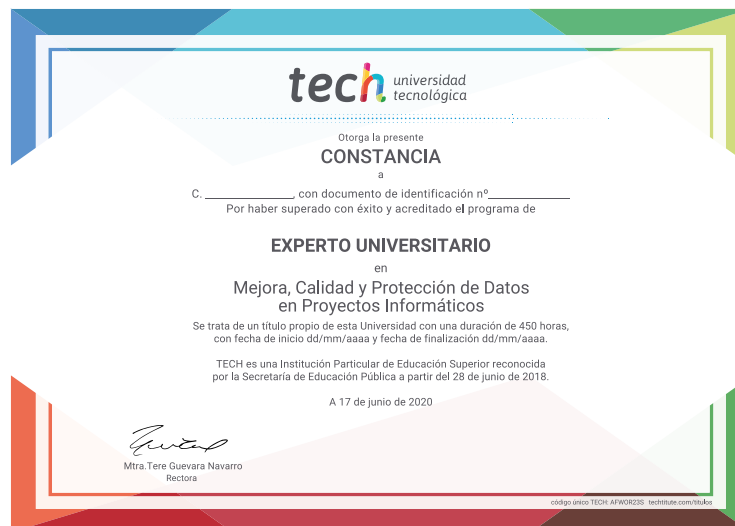 tech universidad
tecnológica
Otorga la presente
CONSTANCIA
a
C. ______________, con documento de identificación nº______________
Por haber superado con éxito y acreditado el programa de
EXPERTO UNIVERSITARIO
en
Mejora, Calidad y Protección de Datos
en Proyectos Informáticos
Se trata de un título propio de esta Universidad con una duración de 450 horas,
con fecha de inicio dd/mm/aaaa y fecha de finalización dd/mm/aaaa.
TECH es una Institución Particular de Educación Superior reconocida
por la Secretaría de Educación Pública a partir del 28 de junio de 2018.
A 17 de junio de 2020
Mtra.Tere Guevara Navarro
Rectora
código único TECH: AFWOR23S techtitute.com/titulos